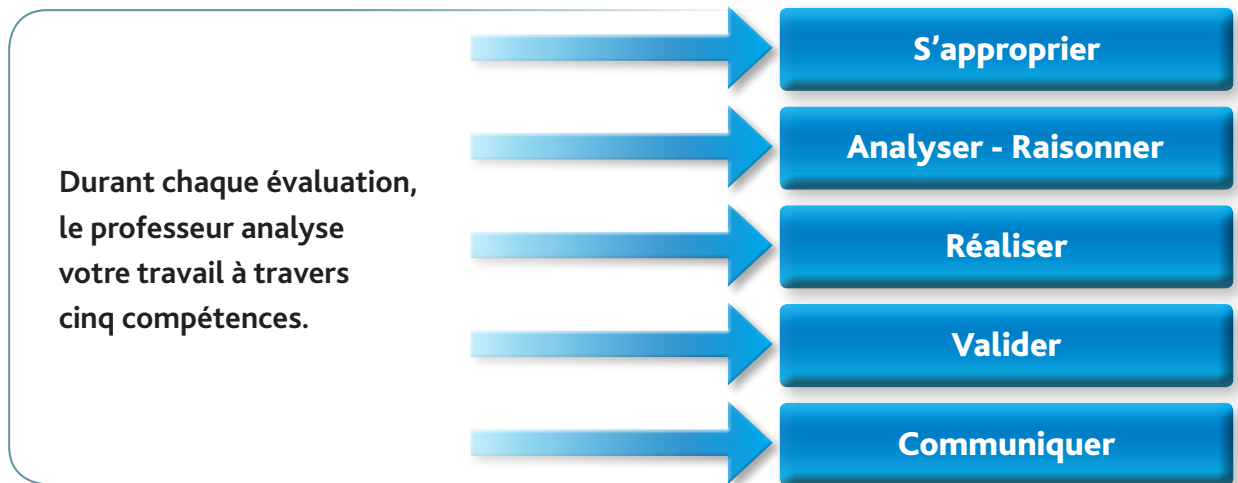 Durant chaque évaluation,
le professeur analyse
votre travail à travers
cinq compétences.
S’approprier
Analyser - Raisonner
Réaliser
Valider
Communiquer